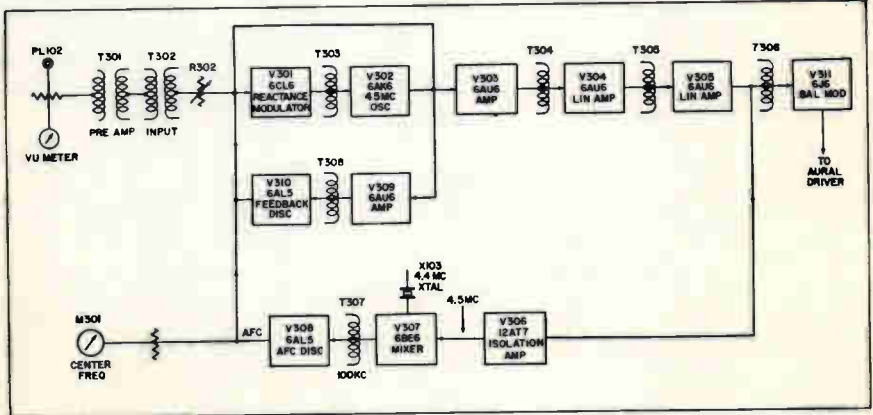 PL102
T301
T302
R302
PRE AMP
INPUT
VU METER
V301
6CL6
REACTANCE
MODULATOR
T303
V302
6AK6
4.5MC
OSC
V303
6AU6
AMP
T304
V304
6AU6
LIN AMP
T305
V305
6AU6
LIN AMP
T306
V311
6J6
BAL MOD
TO
AURAL
DRIVER
V310
6AL5
FEEDBACK
DISC
T308
V309
6AU6
AMP
X103
4.4 MC
XTAL
M301
CENTER
FREQ
AFC
V308
6AL5
AFC DISC
T307
100KC
V307
6BE6
MIXER
4.5MC
V306
12AT7
ISOLATION
AMP